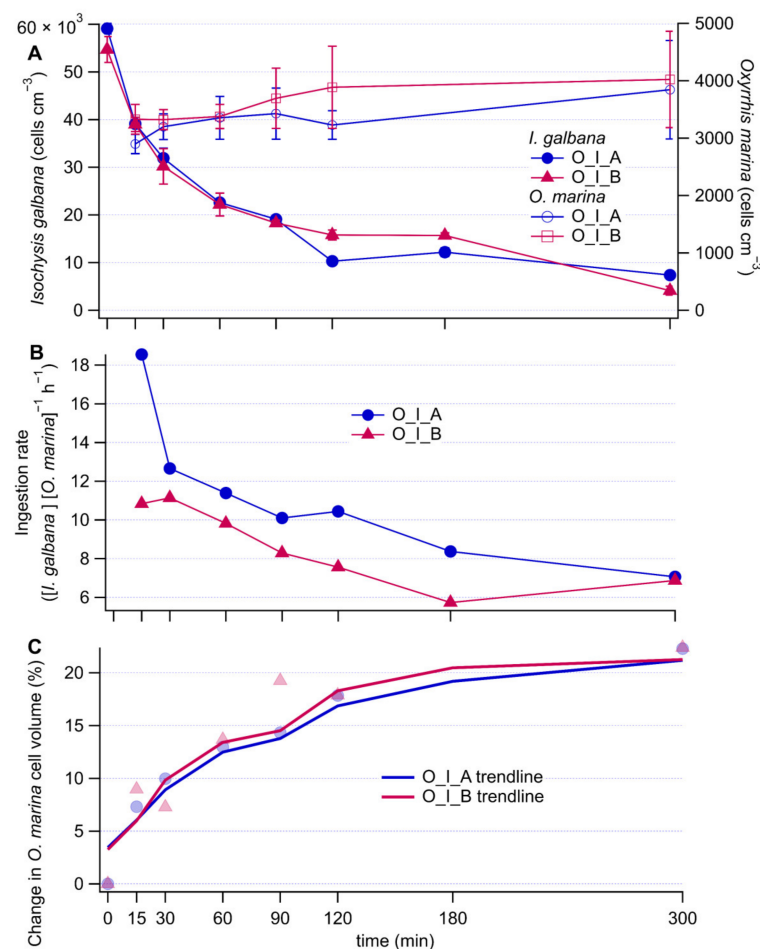 60 × 10³
A
50
40
30
20
10
0
Isochysis galbana (cells cm⁻³)
5000
4000
3000
2000
1000
0
Oxyrrhis marina (cells cm⁻³)
I. galbana
O_I_A
O_I_B
O. marina
O_I_A
O_I_B
B
18
16
14
12
10
8
6
Ingestion rate
([I. galbana ] [O. marina]⁻¹ h⁻¹)
O_I_A
O_I_B
C
20
15
10
5
0
Change in O. marina cell volume (%)
O_I_A trendline
O_I_B trendline
0 15 30 60 90 120 180 300
time (min)